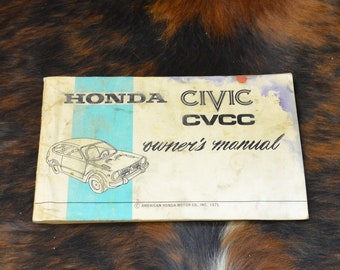 HONDA CIVIC
CVCC
owner's manual
© AMERICAN HONDA MOTOR CO., INC. 1975